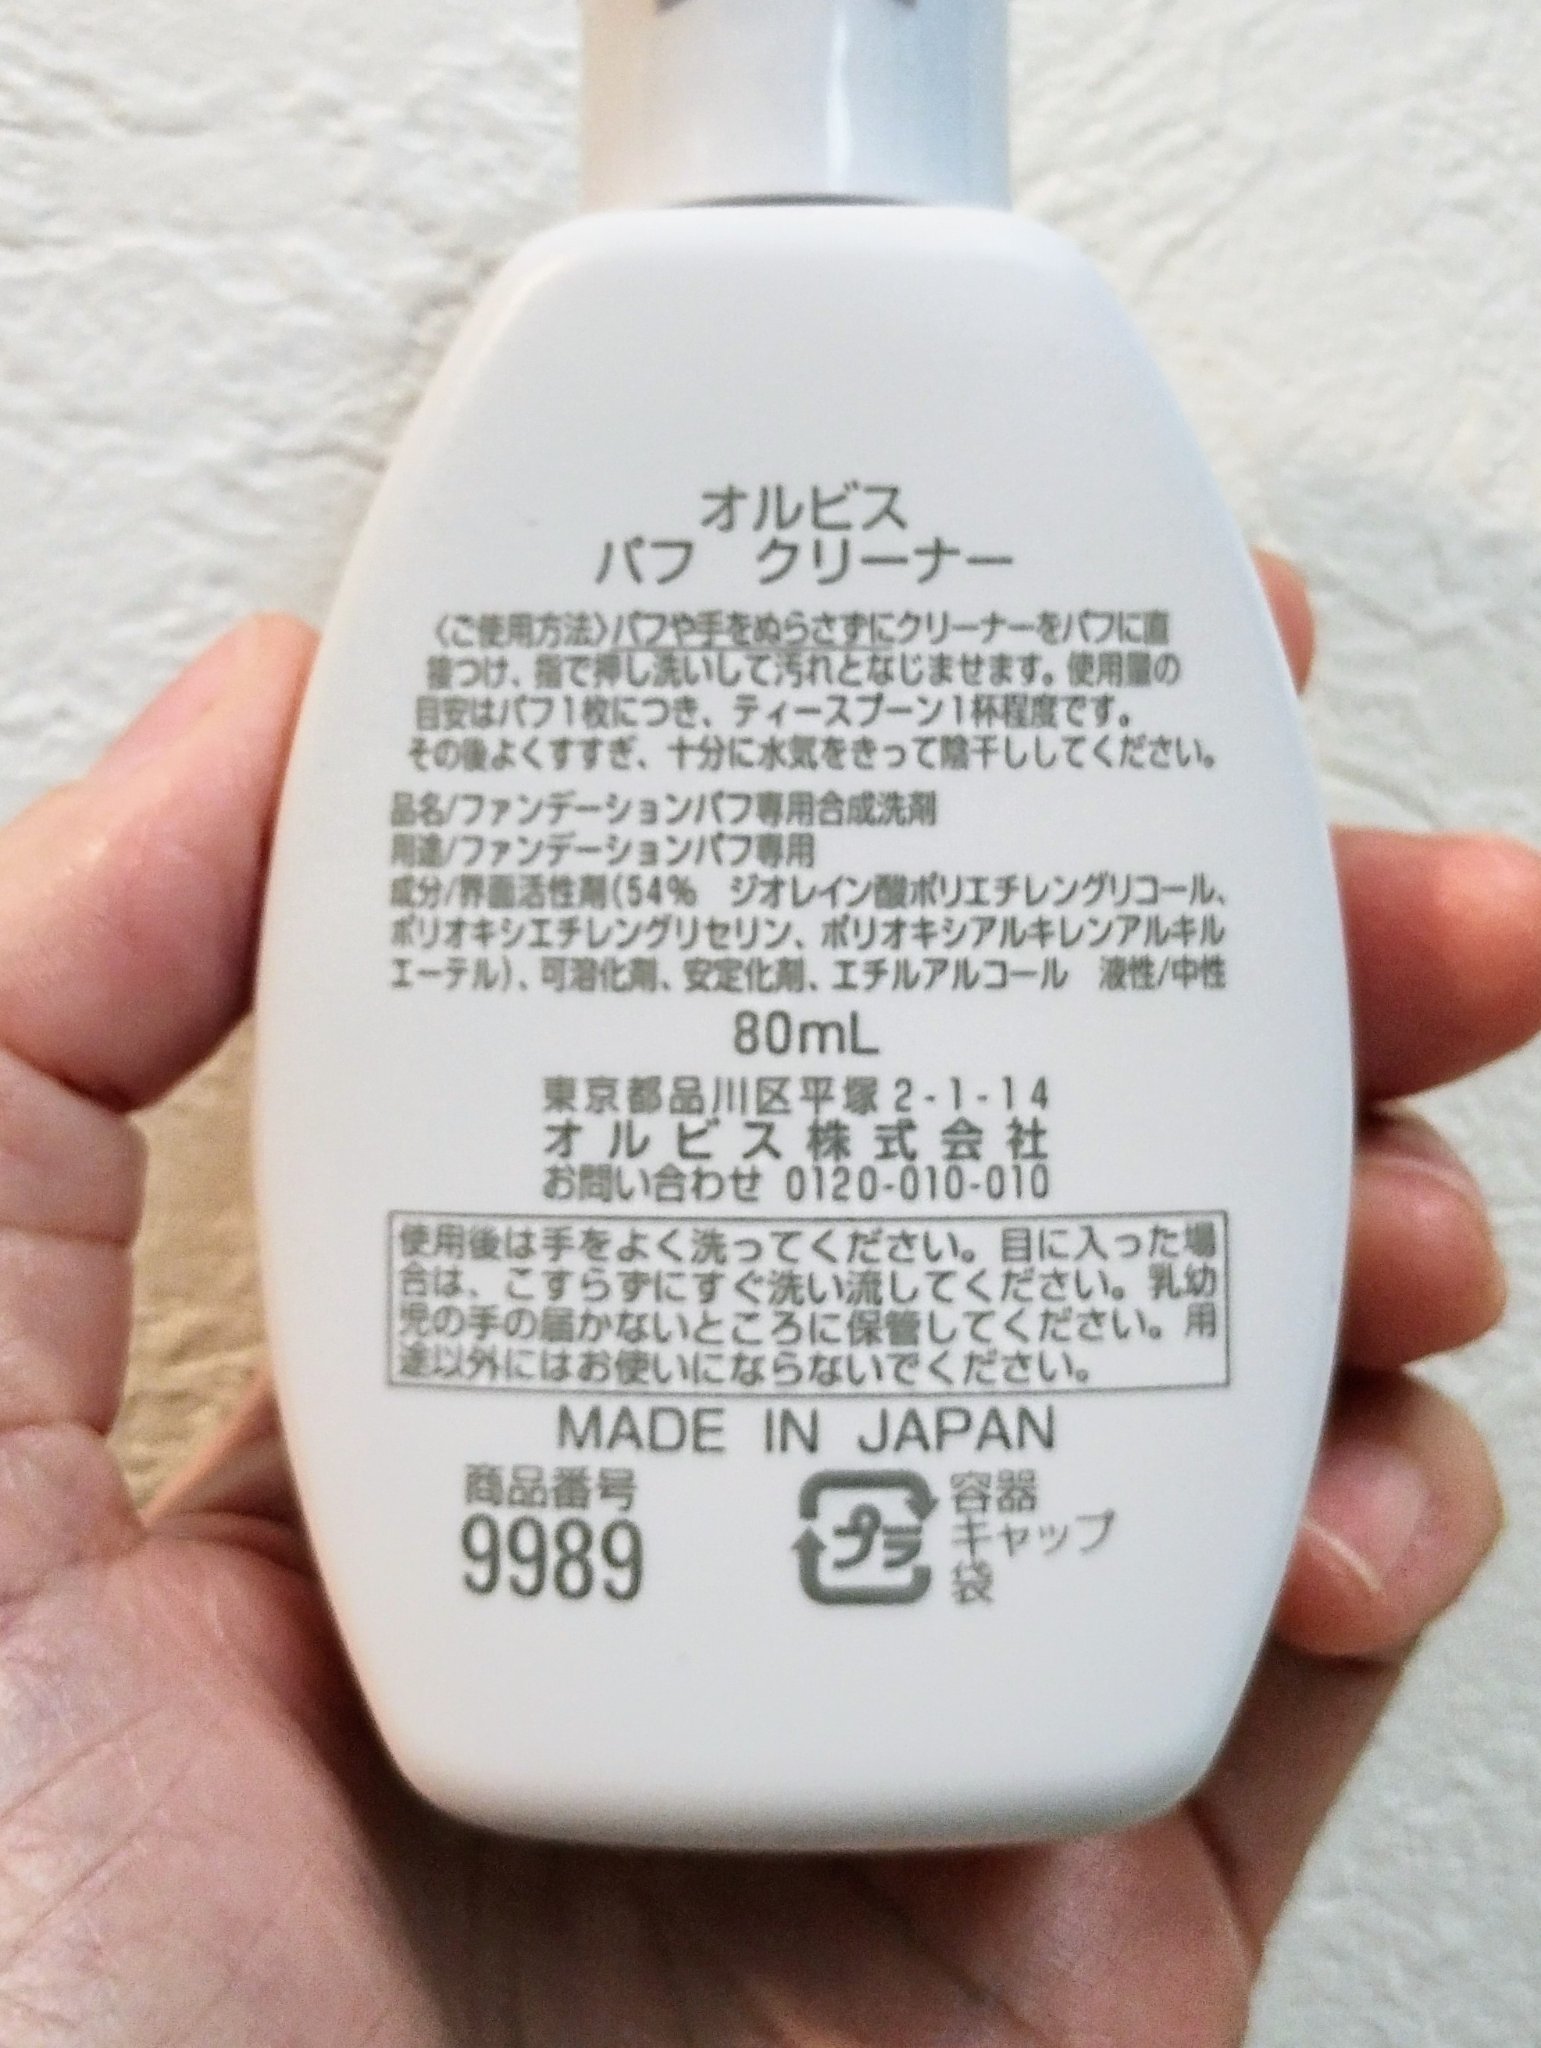 オルビス
パフ　クリーナー
〈ご使用方法〉パフや手をぬらさずにクリーナーをパフに直
接つけ、指で押し洗いして汚れとなじませます。使用量の
目安はパフ1枚につき、ティースプーン1杯程度です。
その後よくすすぎ、十分に水気をきって陰干ししてください。
品名/ファンデーションパフ専用合成洗剤
用途/ファンデーションパフ専用
成分/界面活性剤(54%　ジオレイン酸ポリエチレングリコール、
ポリオキシエチレングリセリン、ポリオキシアルキレンアルキル
エーテル)、可溶化剤、安定化剤、エチルアルコール　液性/中性
80mL
東京都品川区平塚2-1-14
オルビス株式会社
お問い合わせ 0120-010-010
使用後は手をよく洗ってください。目に入った場
合は、こすらずにすぐ洗い流してください。乳幼
児の手の届かないところに保管してください。用
途以外にはお使いにならないでください。
MADE IN JAPAN
商品番号
9989
プラ
容器
キャップ
袋